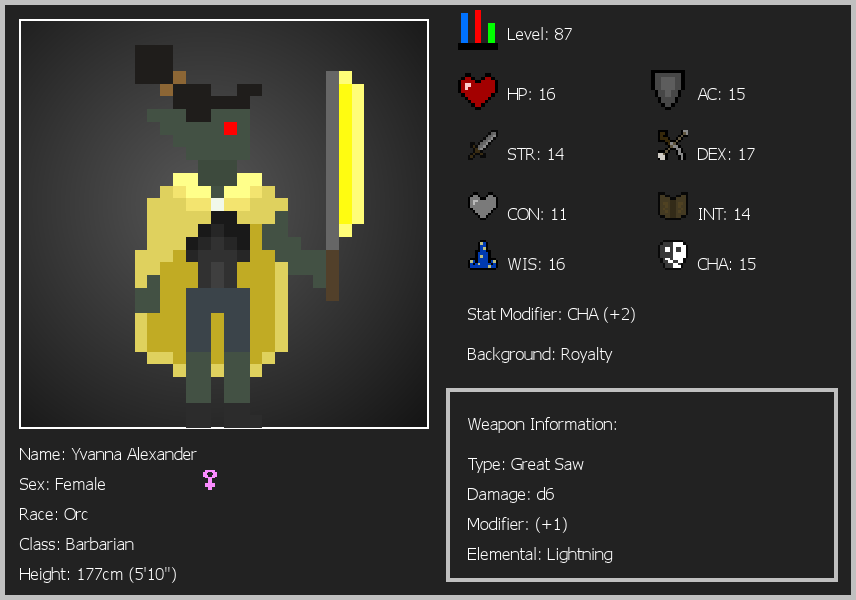 Level: 87
HP: 16
AC: 15
STR: 14
DEX: 17
CON: 11
INT: 14
WIS: 16
CHA: 15
Stat Modifier: CHA (+2)
Background: Royalty
Weapon Information:
Type: Great Saw
Damage: d6
Modifier: (+1)
Elemental: Lightning
Name: Yvanna Alexander
Sex: Female
Race: Orc
Class: Barbarian
Height: 177cm (5'10")